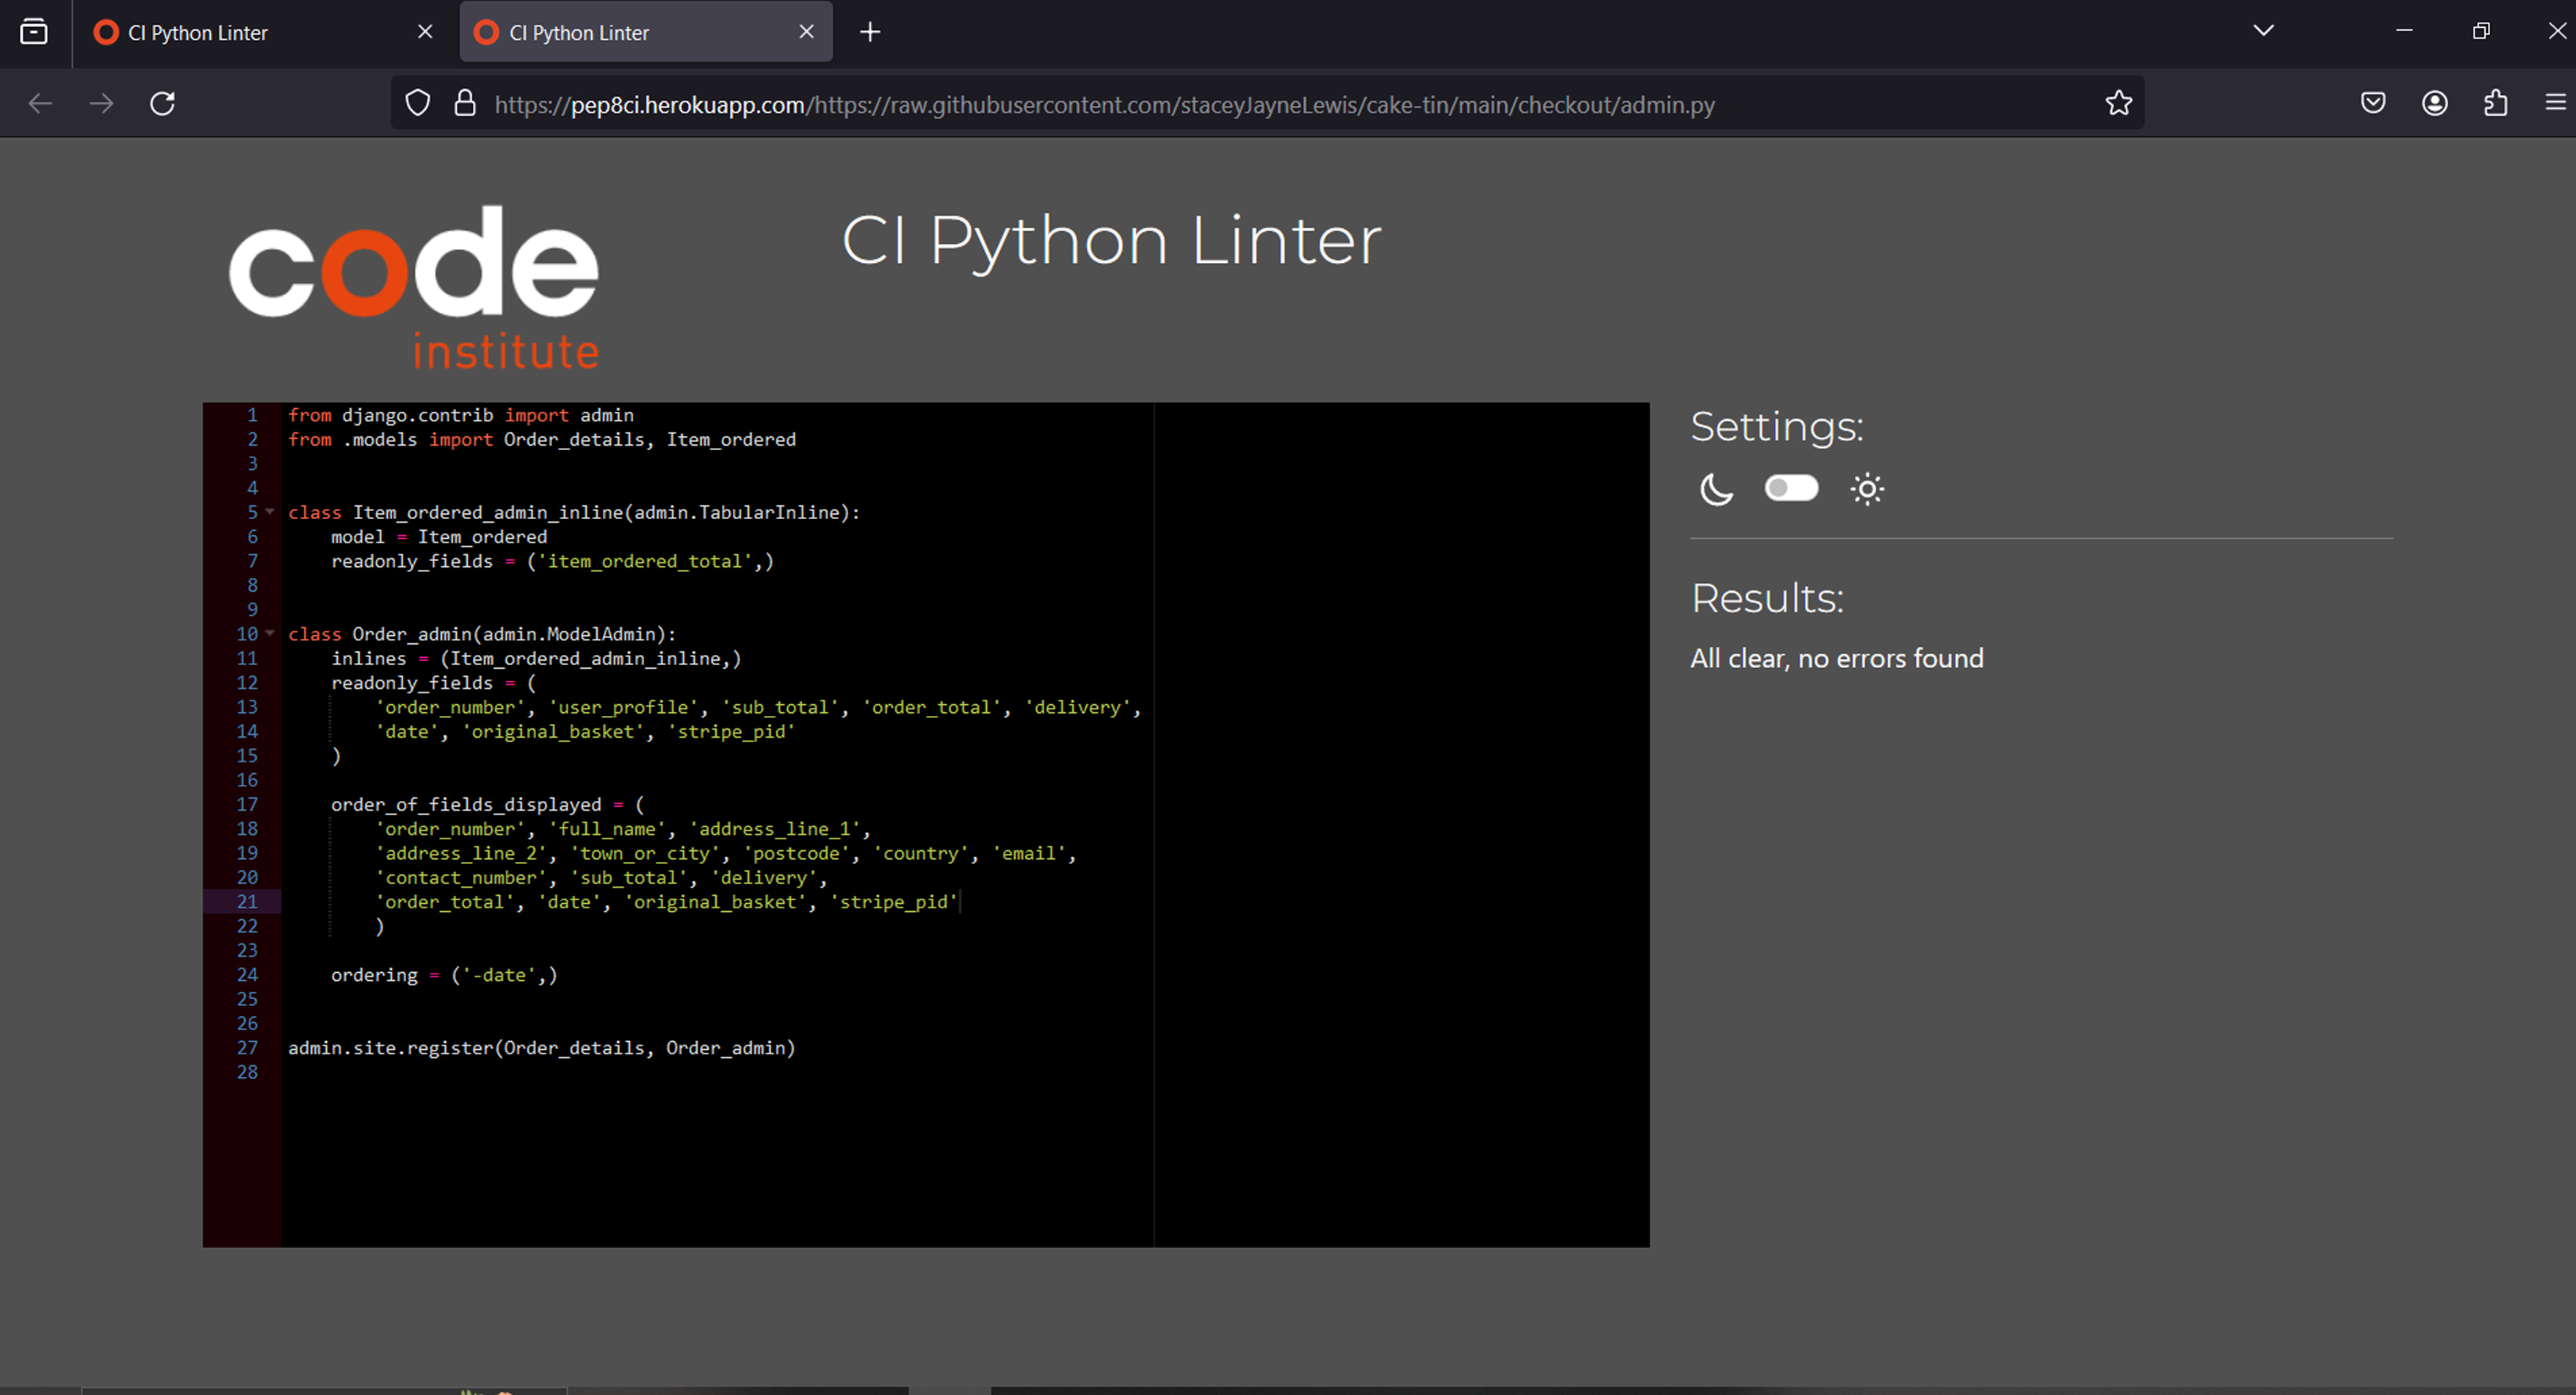 CI Python Linter
CI Python Linter
https://pep8ci.herokuapp.com/https://raw.githubusercontent.com/staceyJayneLewis/cake-tin/main/checkout/admin.py
code
institute
CI Python Linter
1 from django.contrib import admin
2 from .models import Order_details, Item_ordered
3
4
5 class Item_ordered_admin_inline(admin.TabularInline):
6     model = Item_ordered
7     readonly_fields = ('item_ordered_total',)
8
9
10 class Order_admin(admin.ModelAdmin):
11     inlines = (Item_ordered_admin_inline,)
12     readonly_fields = (
13         'order_number', 'user_profile', 'sub_total', 'order_total', 'delivery',
14         'date', 'original_basket', 'stripe_pid'
15     )
16
17     order_of_fields_displayed = (
18         'order_number', 'full_name', 'address_line_1',
19         'address_line_2', 'town_or_city', 'postcode', 'country', 'email',
20         'contact_number', 'sub_total', 'delivery',
21         'order_total', 'date', 'original_basket', 'stripe_pid'
22         )
23
24     ordering = ('-date',)
25
26
27 admin.site.register(Order_details, Order_admin)
28
Settings:
Results:
All clear, no errors found